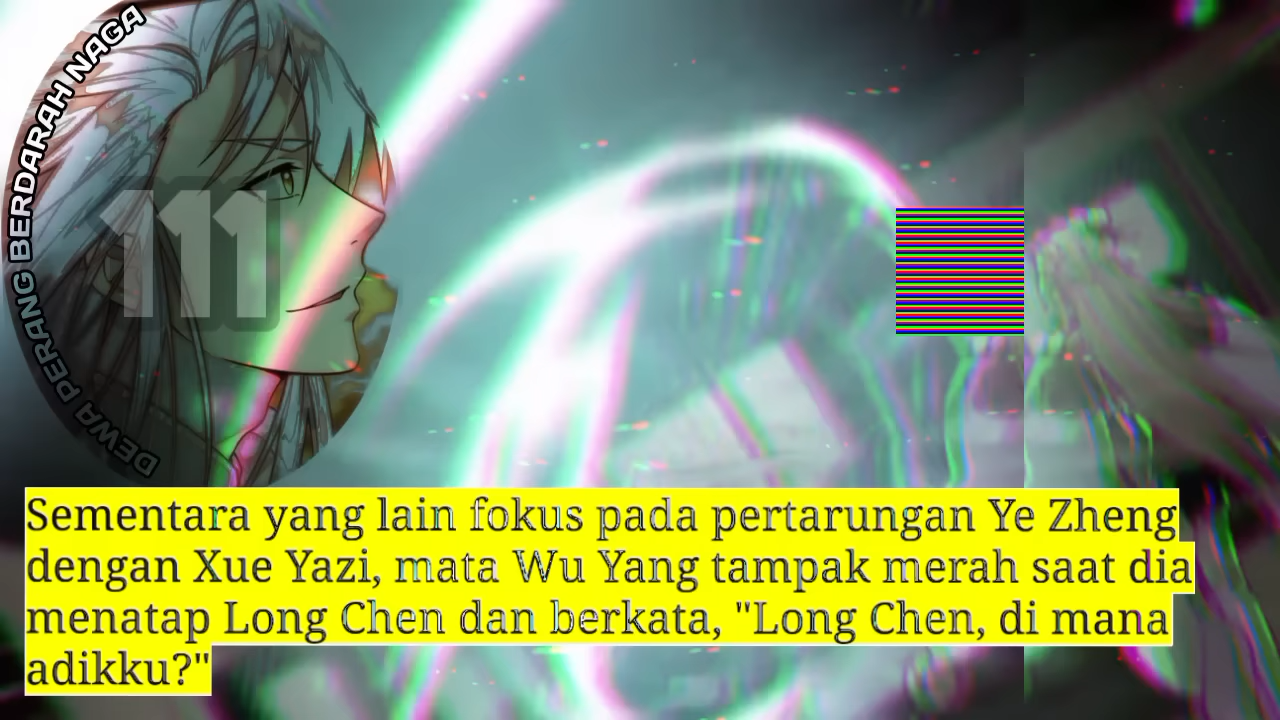 DEWA PERANG BERDARAH NAGA
111
Sementara yang lain fokus pada pertarungan Ye Zheng
dengan Xue Yazi, mata Wu Yang tampak merah saat dia
menatap Long Chen dan berkata, "Long Chen, di mana
adikku?"